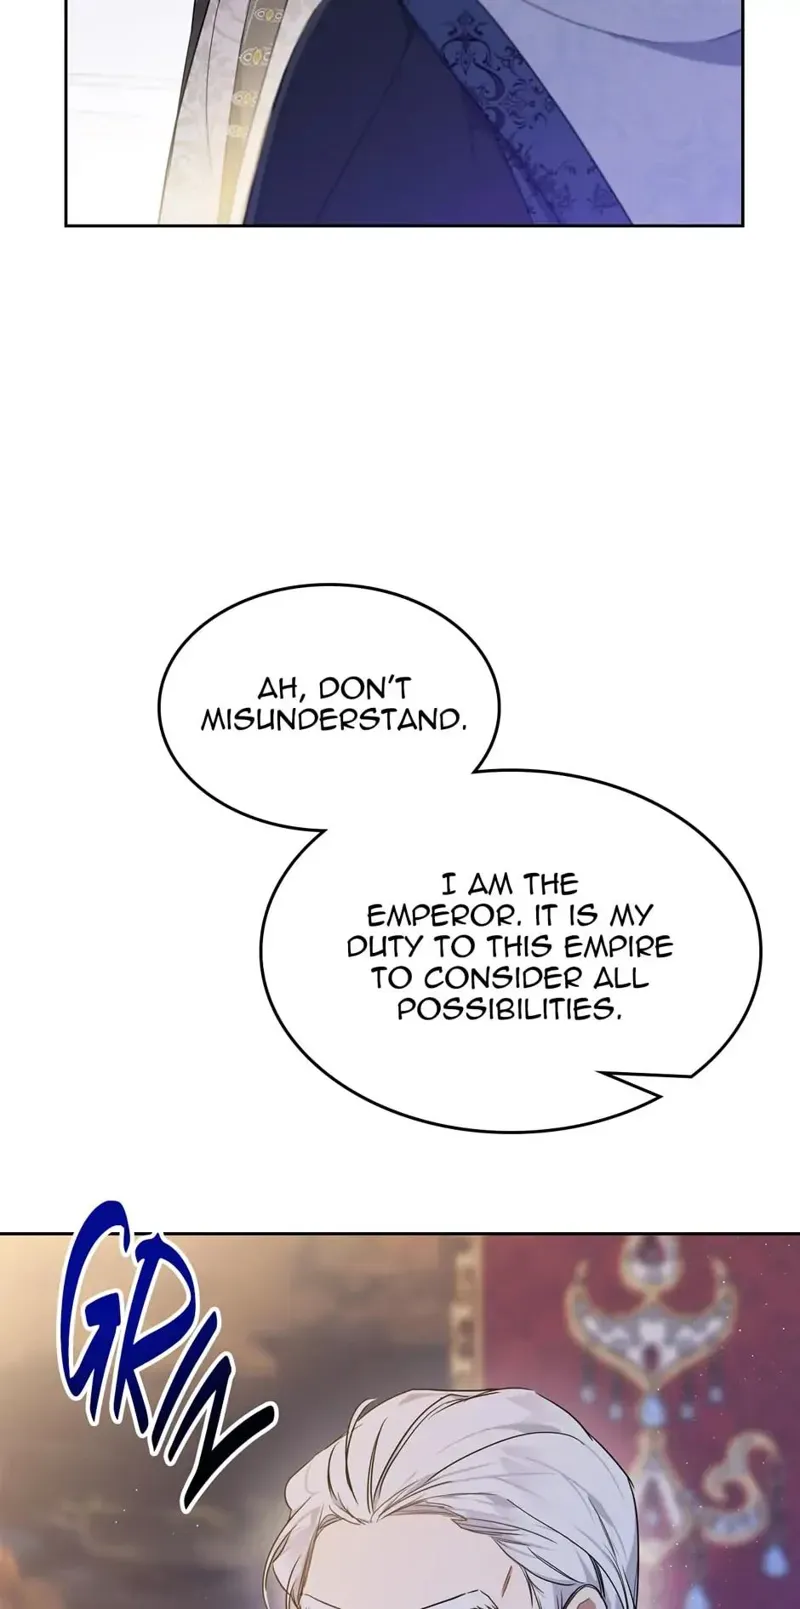 AH, DON'T
MISUNDERSTAND.
I AM THE
EMPEROR. IT IS MY
DUTY TO THIS EMPIRE
TO CONSIDER ALL
POSSIBILITIES.
GRIN